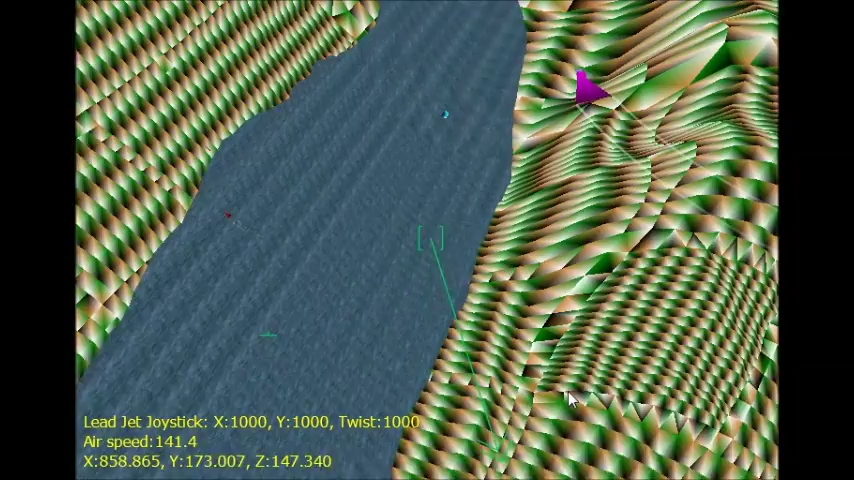 Lead Jet Joystick: X:1000, Y:1000, Twist:1000
Air speed:141.4
X:858.865, Y:173.007, Z:147.340